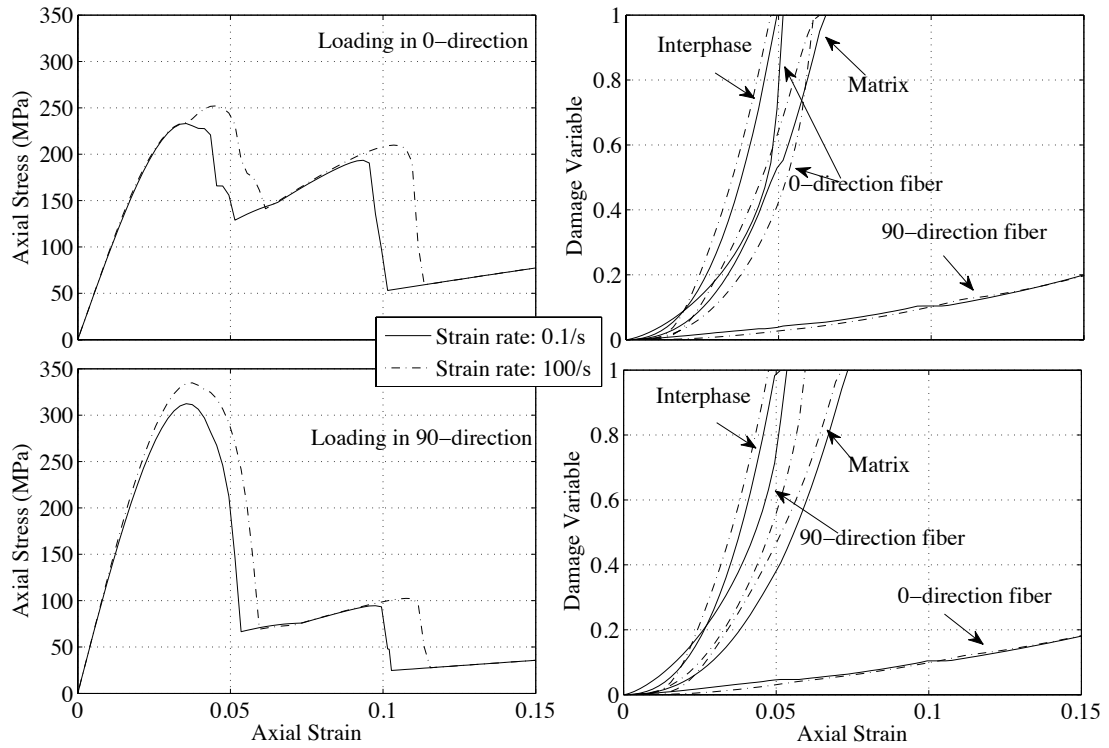 350
300
250
200
150
100
50
0
Axial Stress (MPa)
Loading in 0−direction
1
0.8
0.6
0.4
0.2
0
Damage Variable
Interphase
Matrix
0−direction fiber
90−direction fiber
Strain rate: 0.1/s
Strain rate: 100/s
350
300
250
200
150
100
50
0
Axial Stress (MPa)
Loading in 90−direction
0 0.05 0.1 0.15
Axial Strain
1
0.8
0.6
0.4
0.2
0
Damage Variable
Interphase
Matrix
90−direction fiber
0−direction fiber
0 0.05 0.1 0.15
Axial Strain